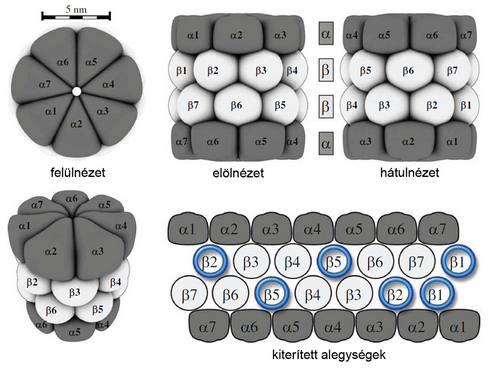 5 nm
α6 α5
α7 α4
α1 α3
α2
felülnézet
α1 α2 α3
β1 β2 β3 β4
β7 β6 β5
α7 α6 α5 α4
elölnézet
α
β
β
α
α4 α5 α6 α7
β5 β6 β7
β4 β3 β2 β1
α3 α2 α1
hátulnézet
α7 α6 α5
α1 α4
α2 α3
β2 β3 β4
β6 β5
α6 α5 α4
α1 α2 α3 α4 α5 α6 α7
β2 β3 β4 β5 β6 β7 β1
β7 β6 β5 β4 β3 β2 β1
α7 α6 α5 α4 α3 α2 α1
kiterített alegységek